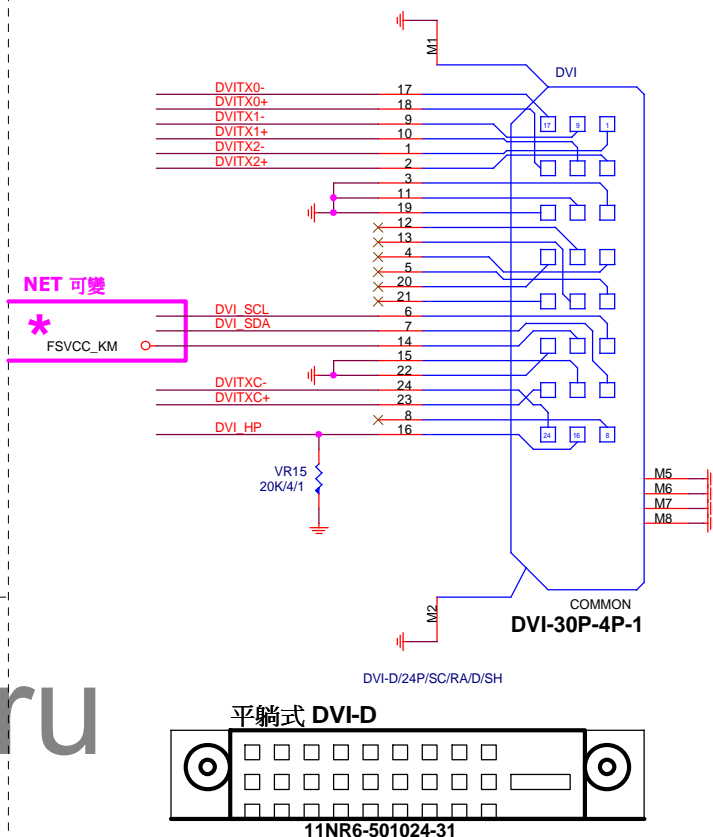 M1
DVI
DVITX0- 17
DVITX0+ 18
DVITX1- 9
DVITX1+ 10
DVITX2- 1
DVITX2+ 2
17 9 1
3
11
19
12
13
4
5
20
21
NET 可變
*
DVI_SCL 6
DVI_SDA 7
FSVCC_KM 14
15
22
DVITXC- 24
DVITXC+ 23
8
DVI_HP 16
24 16 8
VR15
20K/4/1
M5
M6
M7
M8
M2
COMMON
DVI-30P-4P-1
DVI-D/24P/SC/RA/D/SH
ru
平躺式 DVI-D
11NR6-501024-31